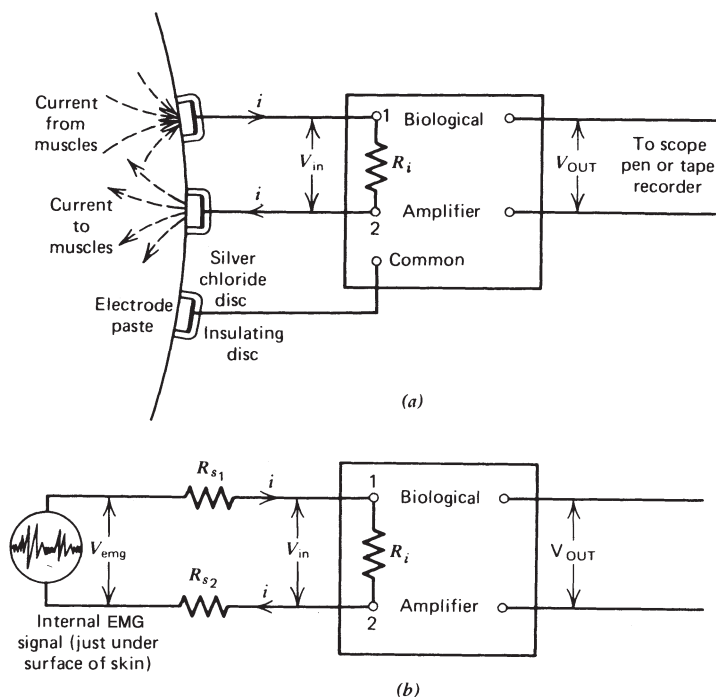 Current
from
muscles
i
1
Biological
V_in
R_i
V_OUT
To scope
pen or tape
recorder
Current
to
muscles
i
2
Amplifier
Silver
chloride
disc
Common
Electrode
paste
Insulating
disc
(a)
R_s1
i
1
Biological
V_emg
V_in
R_i
V_OUT
R_s2
i
2
Amplifier
Internal EMG
signal (just under
surface of skin)
(b)